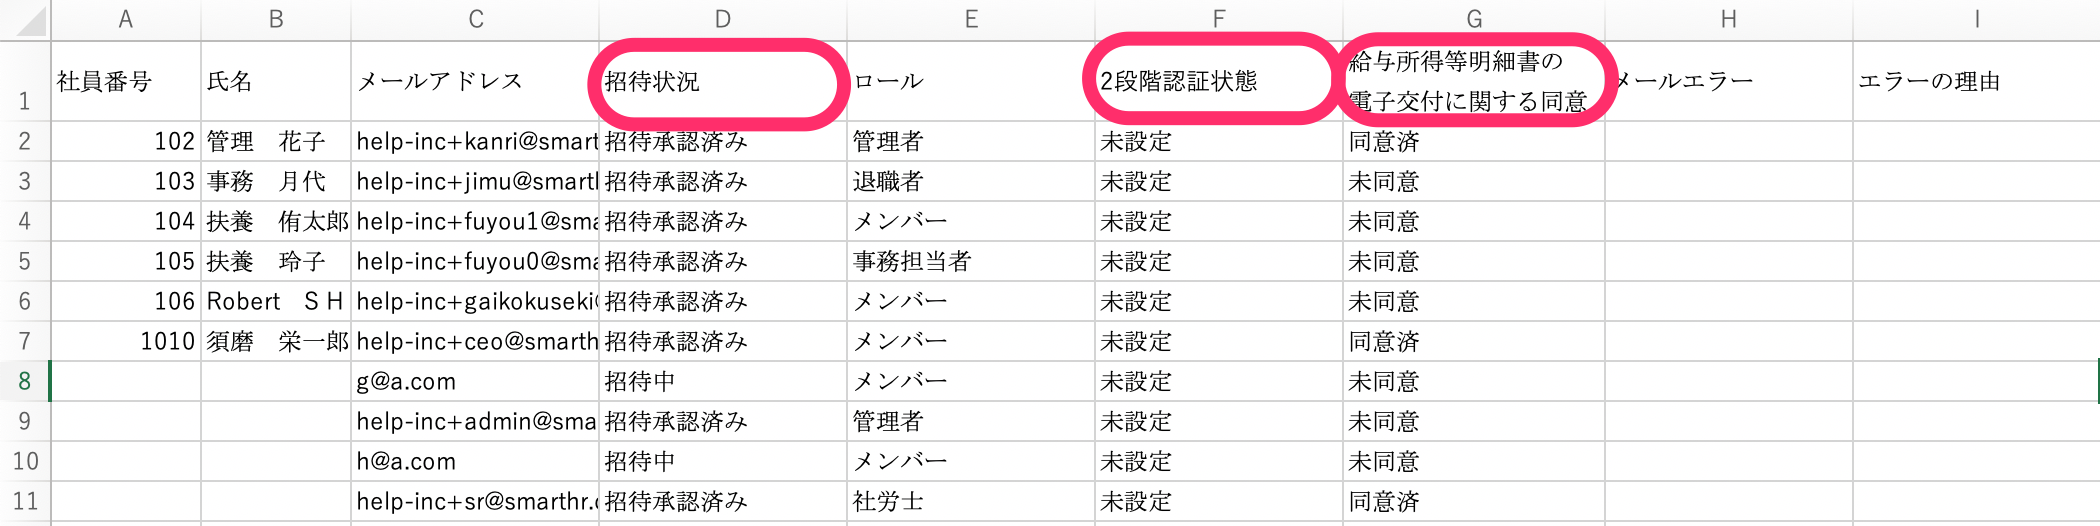 A B C D E F G H I
1 社員番号 氏名 メールアドレス 招待状況 ロール 2段階認証状態 給与所得等明細書の メールエラー エラーの理由
電子交付に関する同意
2 102 管理　花子 help-inc+kanri@smart 招待承認済み 管理者 未設定 同意済
3 103 事務　月代 help-inc+jimu@smarth 招待承認済み 退職者 未設定 未同意
4 104 扶養　侑太郎 help-inc+fuyou1@sma 招待承認済み メンバー 未設定 未同意
5 105 扶養　玲子 help-inc+fuyou0@sma 招待承認済み 事務担当者 未設定 未同意
6 106 Robert　S H help-inc+gaikokuseki 招待承認済み メンバー 未設定 未同意
7 1010 須磨　栄一郎 help-inc+ceo@smarth 招待承認済み メンバー 未設定 同意済
8 g@a.com 招待中 メンバー 未設定 未同意
9 help-inc+admin@sma 招待承認済み 管理者 未設定 未同意
10 h@a.com 招待中 メンバー 未設定 未同意
11 help-inc+sr@smarthr. 招待承認済み 社労士 未設定 同意済